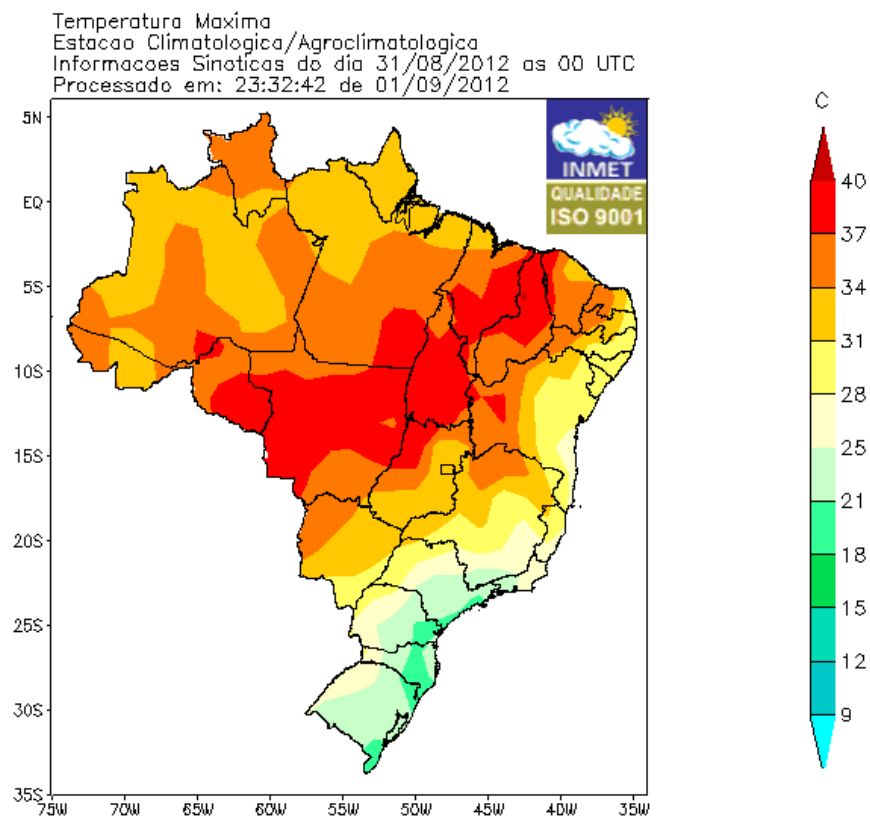 Temperatura Maxima
Estacao Climatologica/Agroclimatologica
Informacoes Sinoticas do dia 31/08/2012 as 00 UTC
Processado em: 23:32:42 de 01/09/2012
INMET
QUALIDADE
ISO 9001
C
40
37
34
31
28
25
21
18
15
12
9
5N
EQ
5S
10S
15S
20S
25S
30S
35S
75W 70W 65W 60W 55W 50W 45W 40W 35W